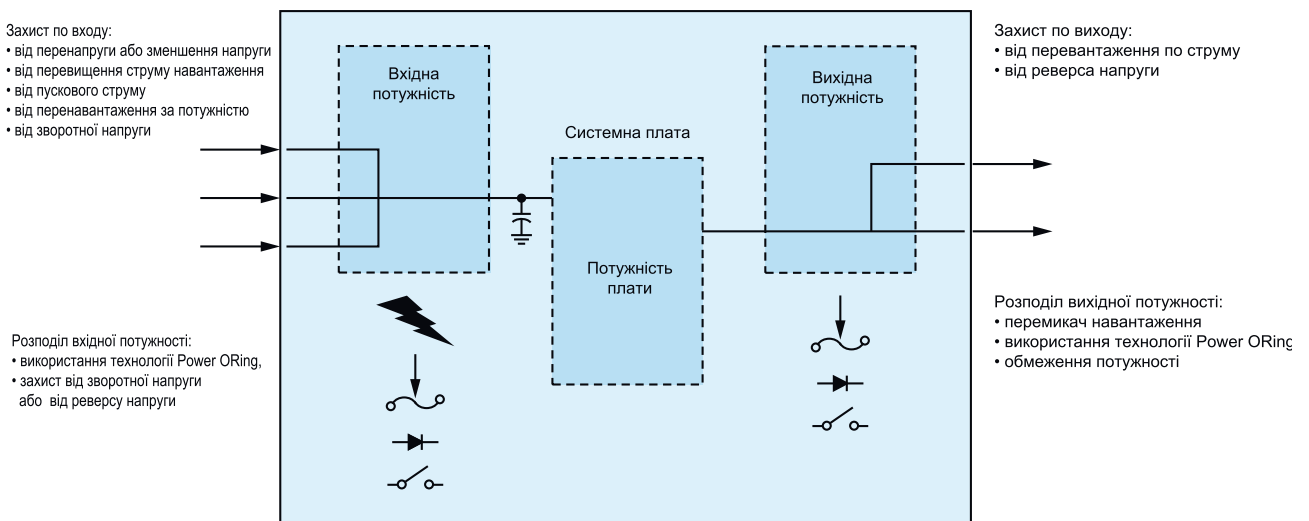 Захист по входу:
• від перенапруги або зменшення напруги
• від перевищення струму навантаження
• від пускового струму
• від перенавантаження за потужністю
• від зворотної напруги
Вхідна
потужність
Системна плата
Вихідна
потужність
Захист по виходу:
• від перевантаження по струму
• від реверса напруги
Потужність
плати
Розподіл вхідної потужності:
• використання технології Power ORing,
• захист від зворотної напруги
або від реверсу напруги
Розподіл вихідної потужності:
• перемикач навантаження
• використання технології Power ORing
• обмеження потужності